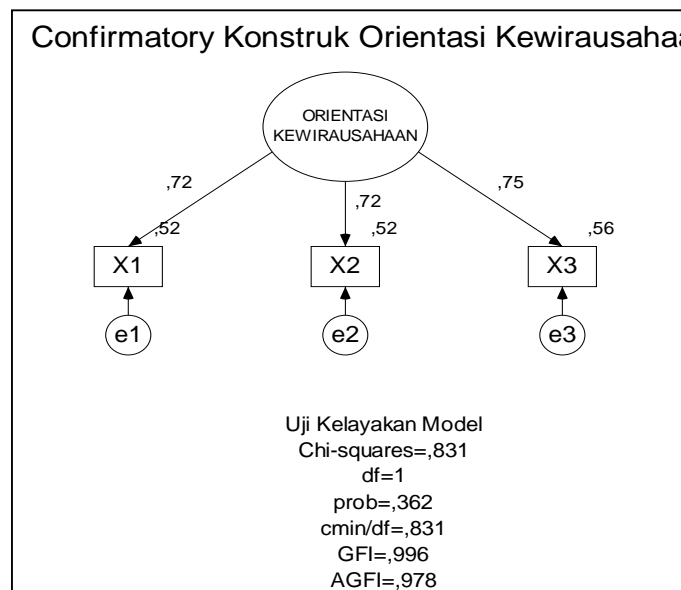 Confirmatory Konstruk Orientasi Kewirausahaa
ORIENTASI
KEWIRAUSAHAAN
,72
,72
,75
,52
,52
,56
X1
X2
X3
e1
e2
e3
Uji Kelayakan Model
Chi-squares=,831
df=1
prob=,362
cmin/df=,831
GFI=,996
AGFI=,978